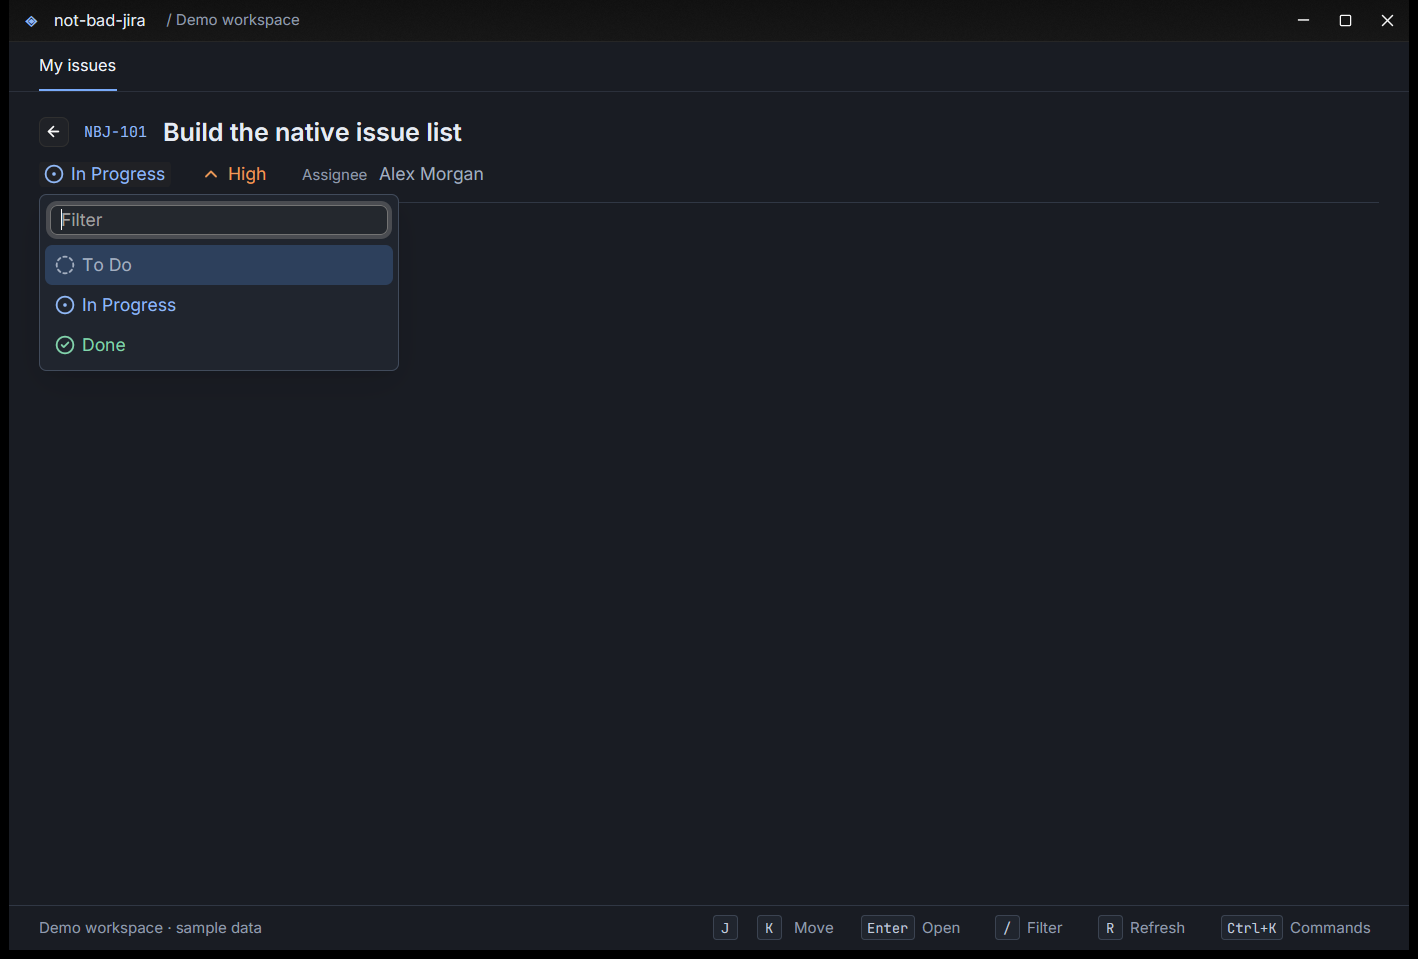 not-bad-jira / Demo workspace
My issues
NBJ-101 Build the native issue list
In Progress High Assignee Alex Morgan
Filter
To Do
In Progress
Done
Demo workspace · sample data J K Move Enter Open / Filter R Refresh Ctrl+K Commands